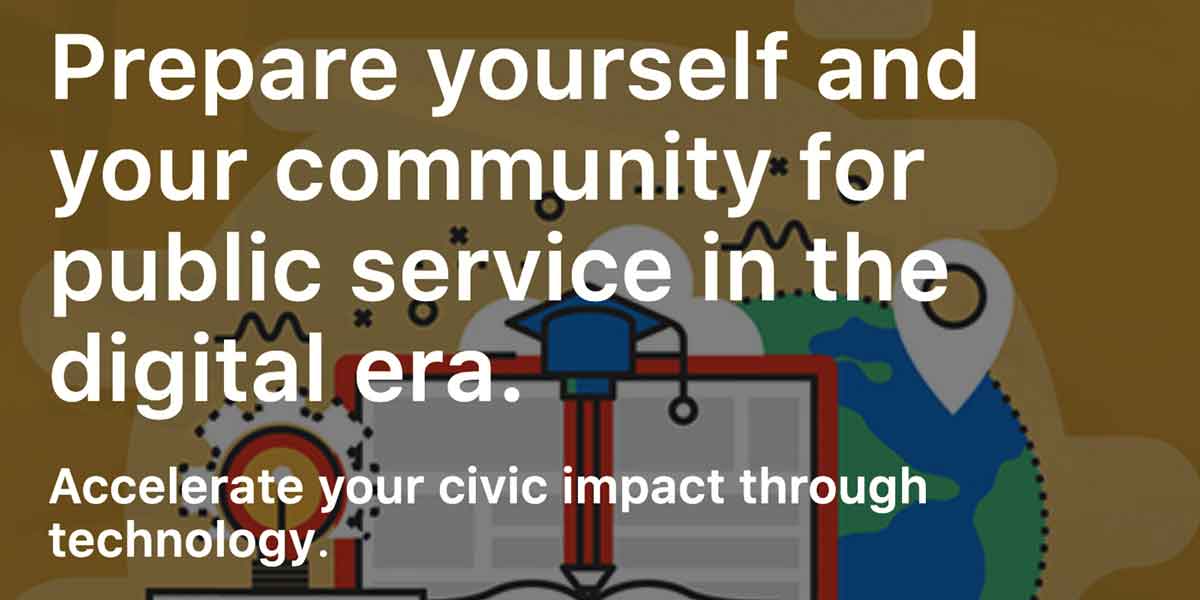 Prepare yourself and
your community for
public service in the
digital era.
Accelerate your civic impact through
technology.